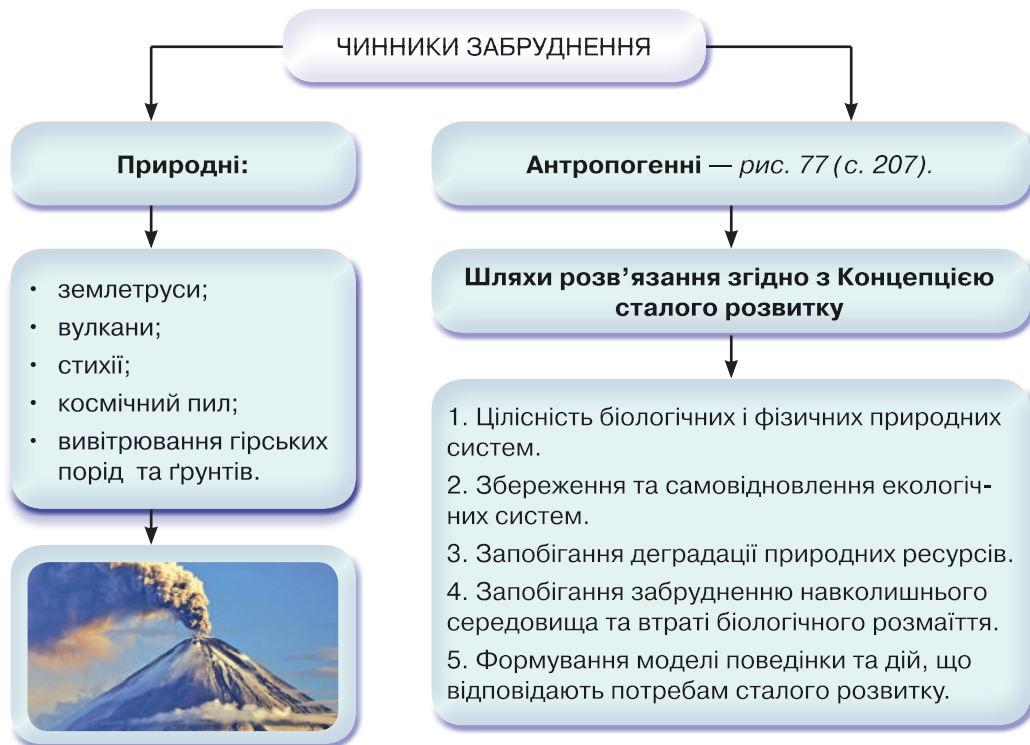 ЧИННИКИ ЗАБРУДНЕННЯ
Природні:
• землетруси;
• вулкани;
• стихії;
• космічний пил;
• вивітрювання гірських
порід та ґрунтів.
Антропогенні — рис. 77 (с. 207).
Шляхи розв’язання згідно з Концепцією
сталого розвитку
1. Цілісність біологічних і фізичних природних
систем.
2. Збереження та самовідновлення екологіч-
них систем.
3. Запобігання деградації природних ресурсів.
4. Запобігання забрудненню навколишнього
середовища та втраті біологічного розмаїття.
5. Формування моделі поведінки та дій, що
відповідають потребам сталого розвитку.